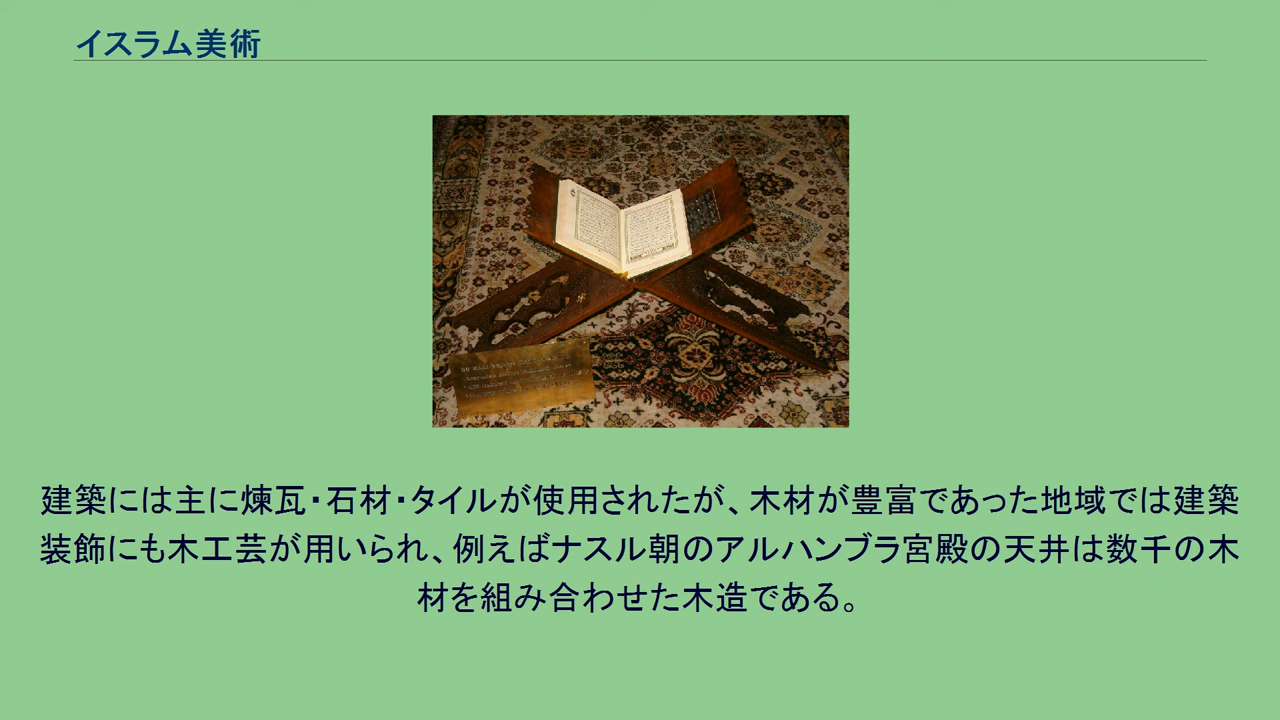 イスラム美術
建築には主に煉瓦・石材・タイルが使用されたが、木材が豊富であった地域では建築
装飾にも木工芸が用いられ、例えばナスル朝のアルハンブラ宮殿の天井は数千の木
材を組み合わせた木造である。